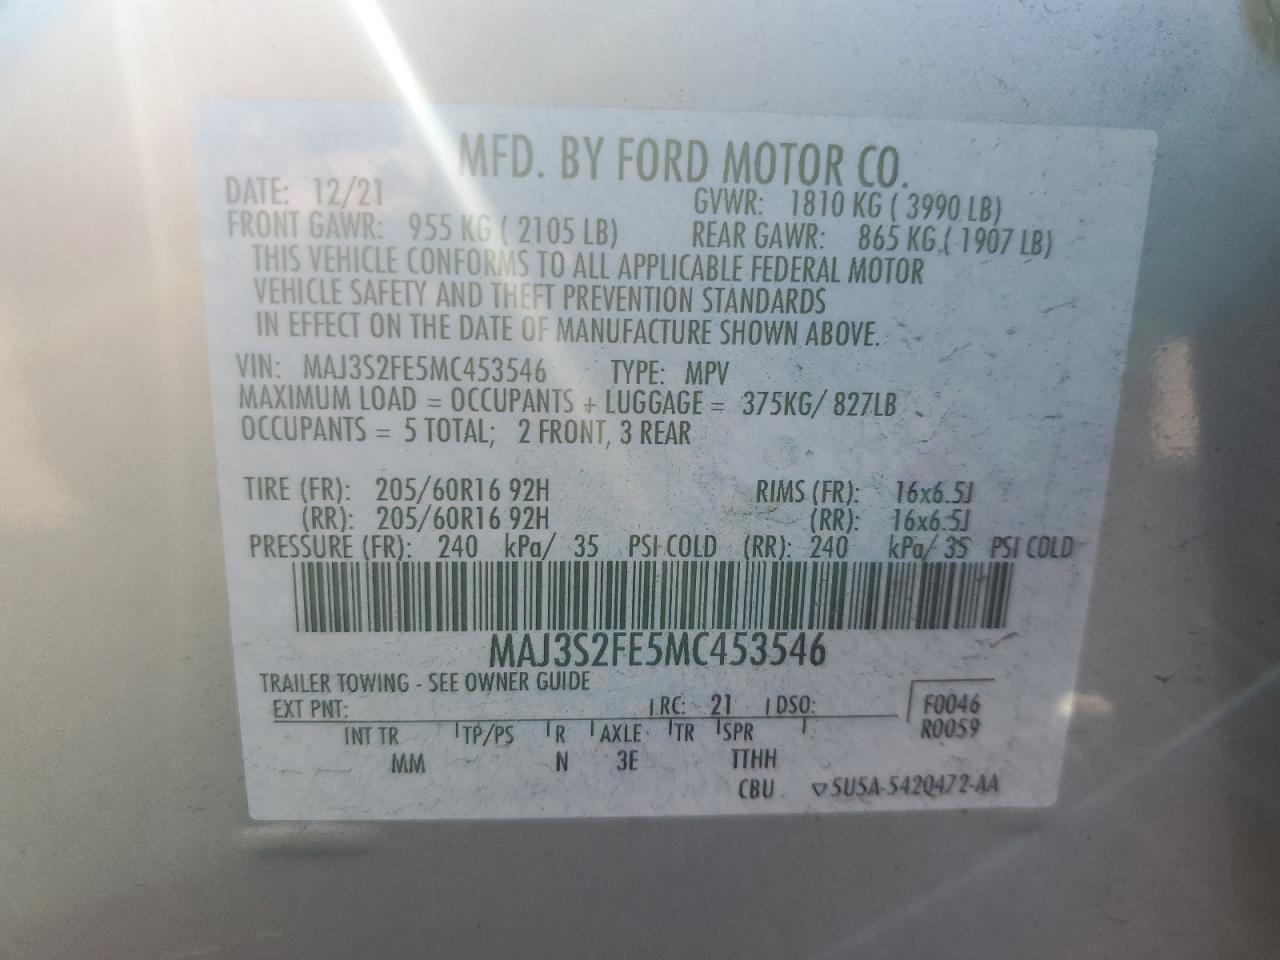 MFD. BY FORD MOTOR CO.
DATE: 12/21 GVWR: 1810 KG ( 3990 LB)
FRONT GAWR: 955 KG ( 2105 LB) REAR GAWR: 865 KG ( 1907 LB)
THIS VEHICLE CONFORMS TO ALL APPLICABLE FEDERAL MOTOR
VEHICLE SAFETY AND THEFT PREVENTION STANDARDS
IN EFFECT ON THE DATE OF MANUFACTURE SHOWN ABOVE.
VIN: MAJ3S2FE5MC453546 TYPE: MPV
MAXIMUM LOAD = OCCUPANTS + LUGGAGE = 375KG/ 827LB
OCCUPANTS = 5 TOTAL; 2 FRONT, 3 REAR
TIRE (FR): 205/60R16 92H RIMS (FR): 16x6.5J
(RR): 205/60R16 92H (RR): 16x6.5J
PRESSURE (FR): 240 kPa/ 35 PSI COLD (RR): 240 kPa/ 35 PSI COLD
MAJ3S2FE5MC453546
TRAILER TOWING - SEE OWNER GUIDE
EXT PNT: RC: 21 DSO: F0046
R0059
INT TR TP/PS R AXLE TR SPR
MM N 3E TTHH
CBU ▽5U5A-5420472-AA